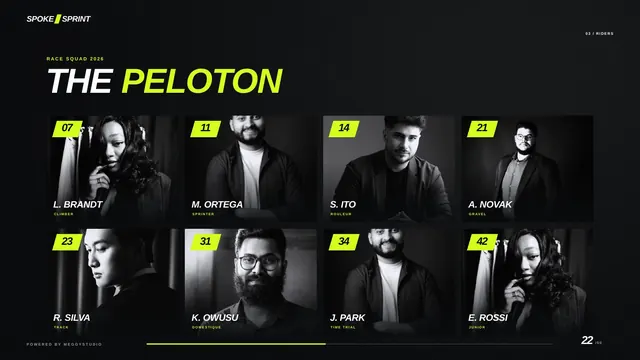 SPOKE SPRINT
03 / RIDERS
RACE SQUAD 2026
THE PELOTON
07
11
14
21
L. BRANDT
CLIMBER
M. ORTEGA
SPRINTER
S. ITO
ROULEUR
A. NOVAK
GRAVEL
23
31
34
42
R. SILVA
TRACK
K. OWUSU
DOMESTIQUE
J. PARK
TIME TRIAL
E. ROSSI
JUNIOR
POWERED BY MEGGYSTUDIO
22